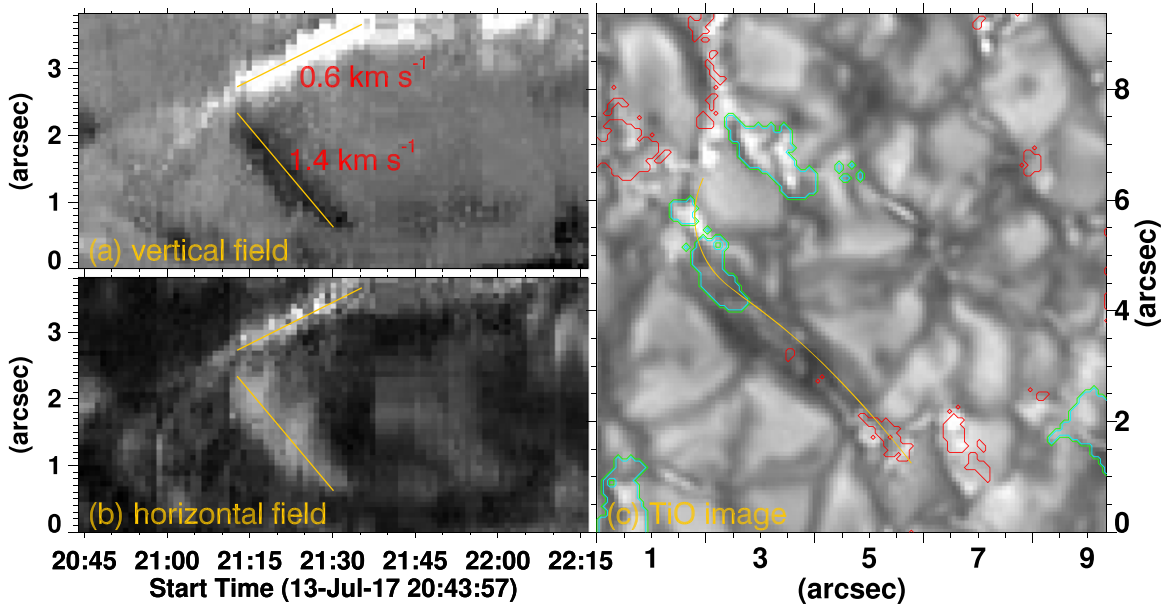 (arcsec)
3
2
1
0
0.6 km s-1
1.4 km s-1
(a) vertical field
(arcsec)
3
2
1
0
(b) horizontal field
20:45 21:00 21:15 21:30 21:45 22:00 22:15
Start Time (13-Jul-17 20:43:57)
8
6
4
2
0
(arcsec)
(c) TiO image
1 3 5 7 9
(arcsec)